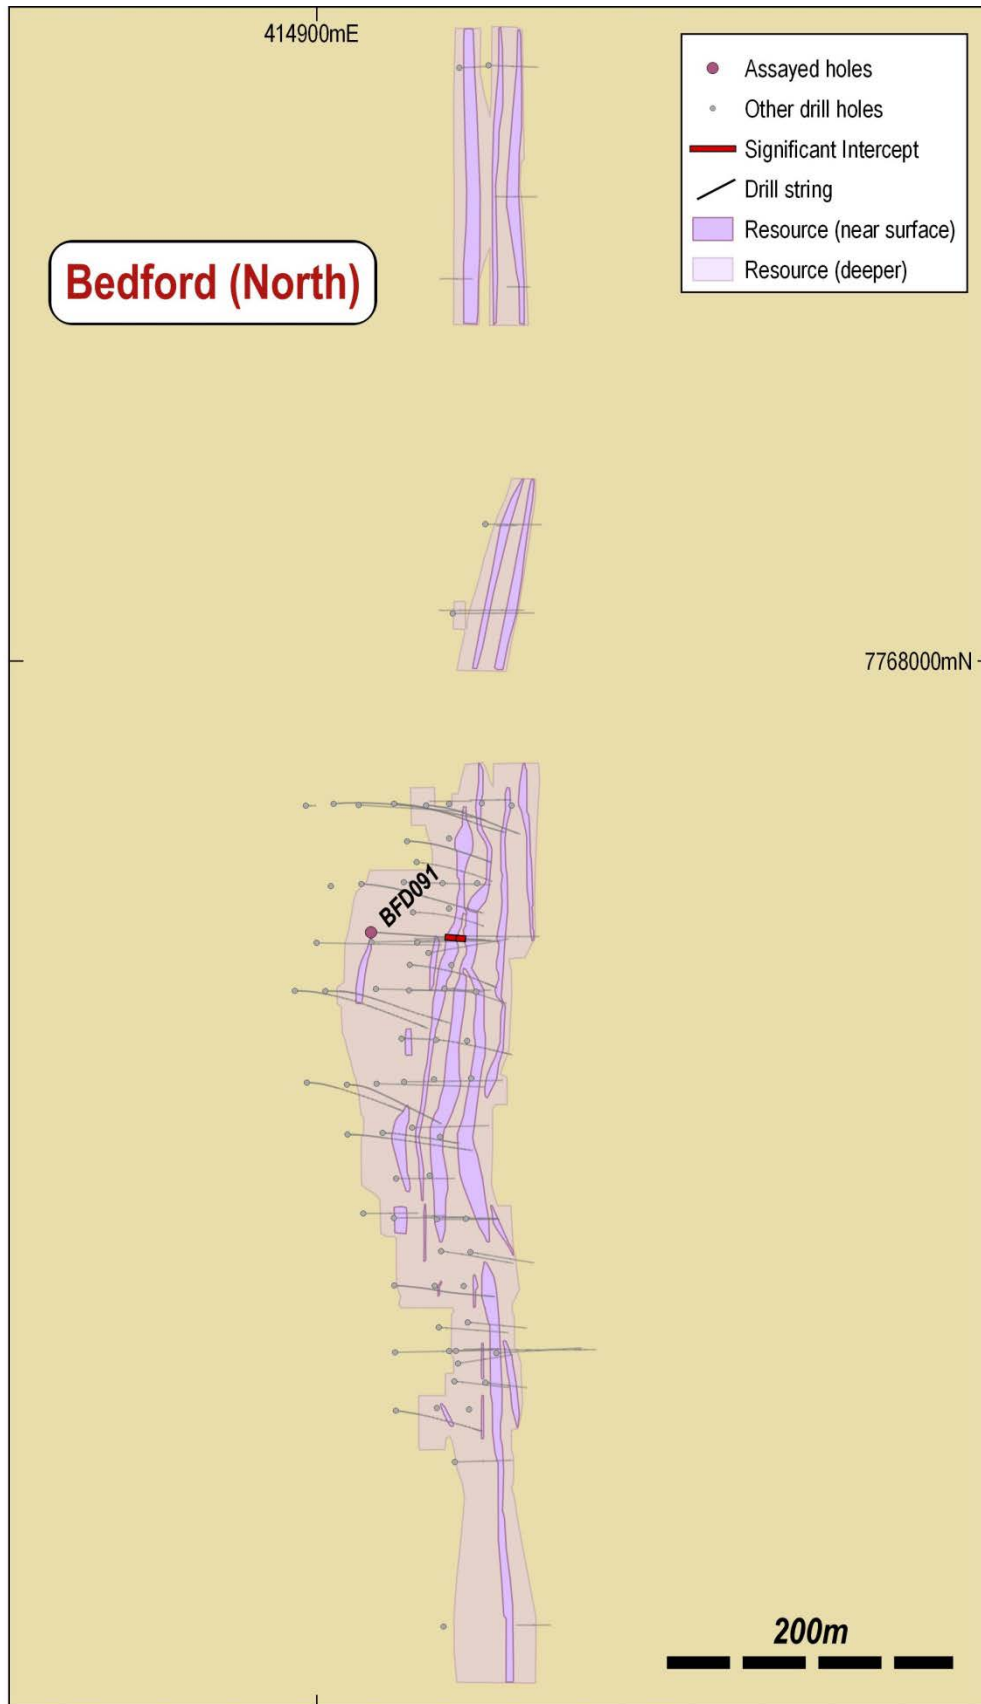 414900mE
Assayed holes
Other drill holes
Significant Intercept
Drill string
Resource (near surface)
Resource (deeper)
Bedford (North)
7768000mN
BFD091
200m